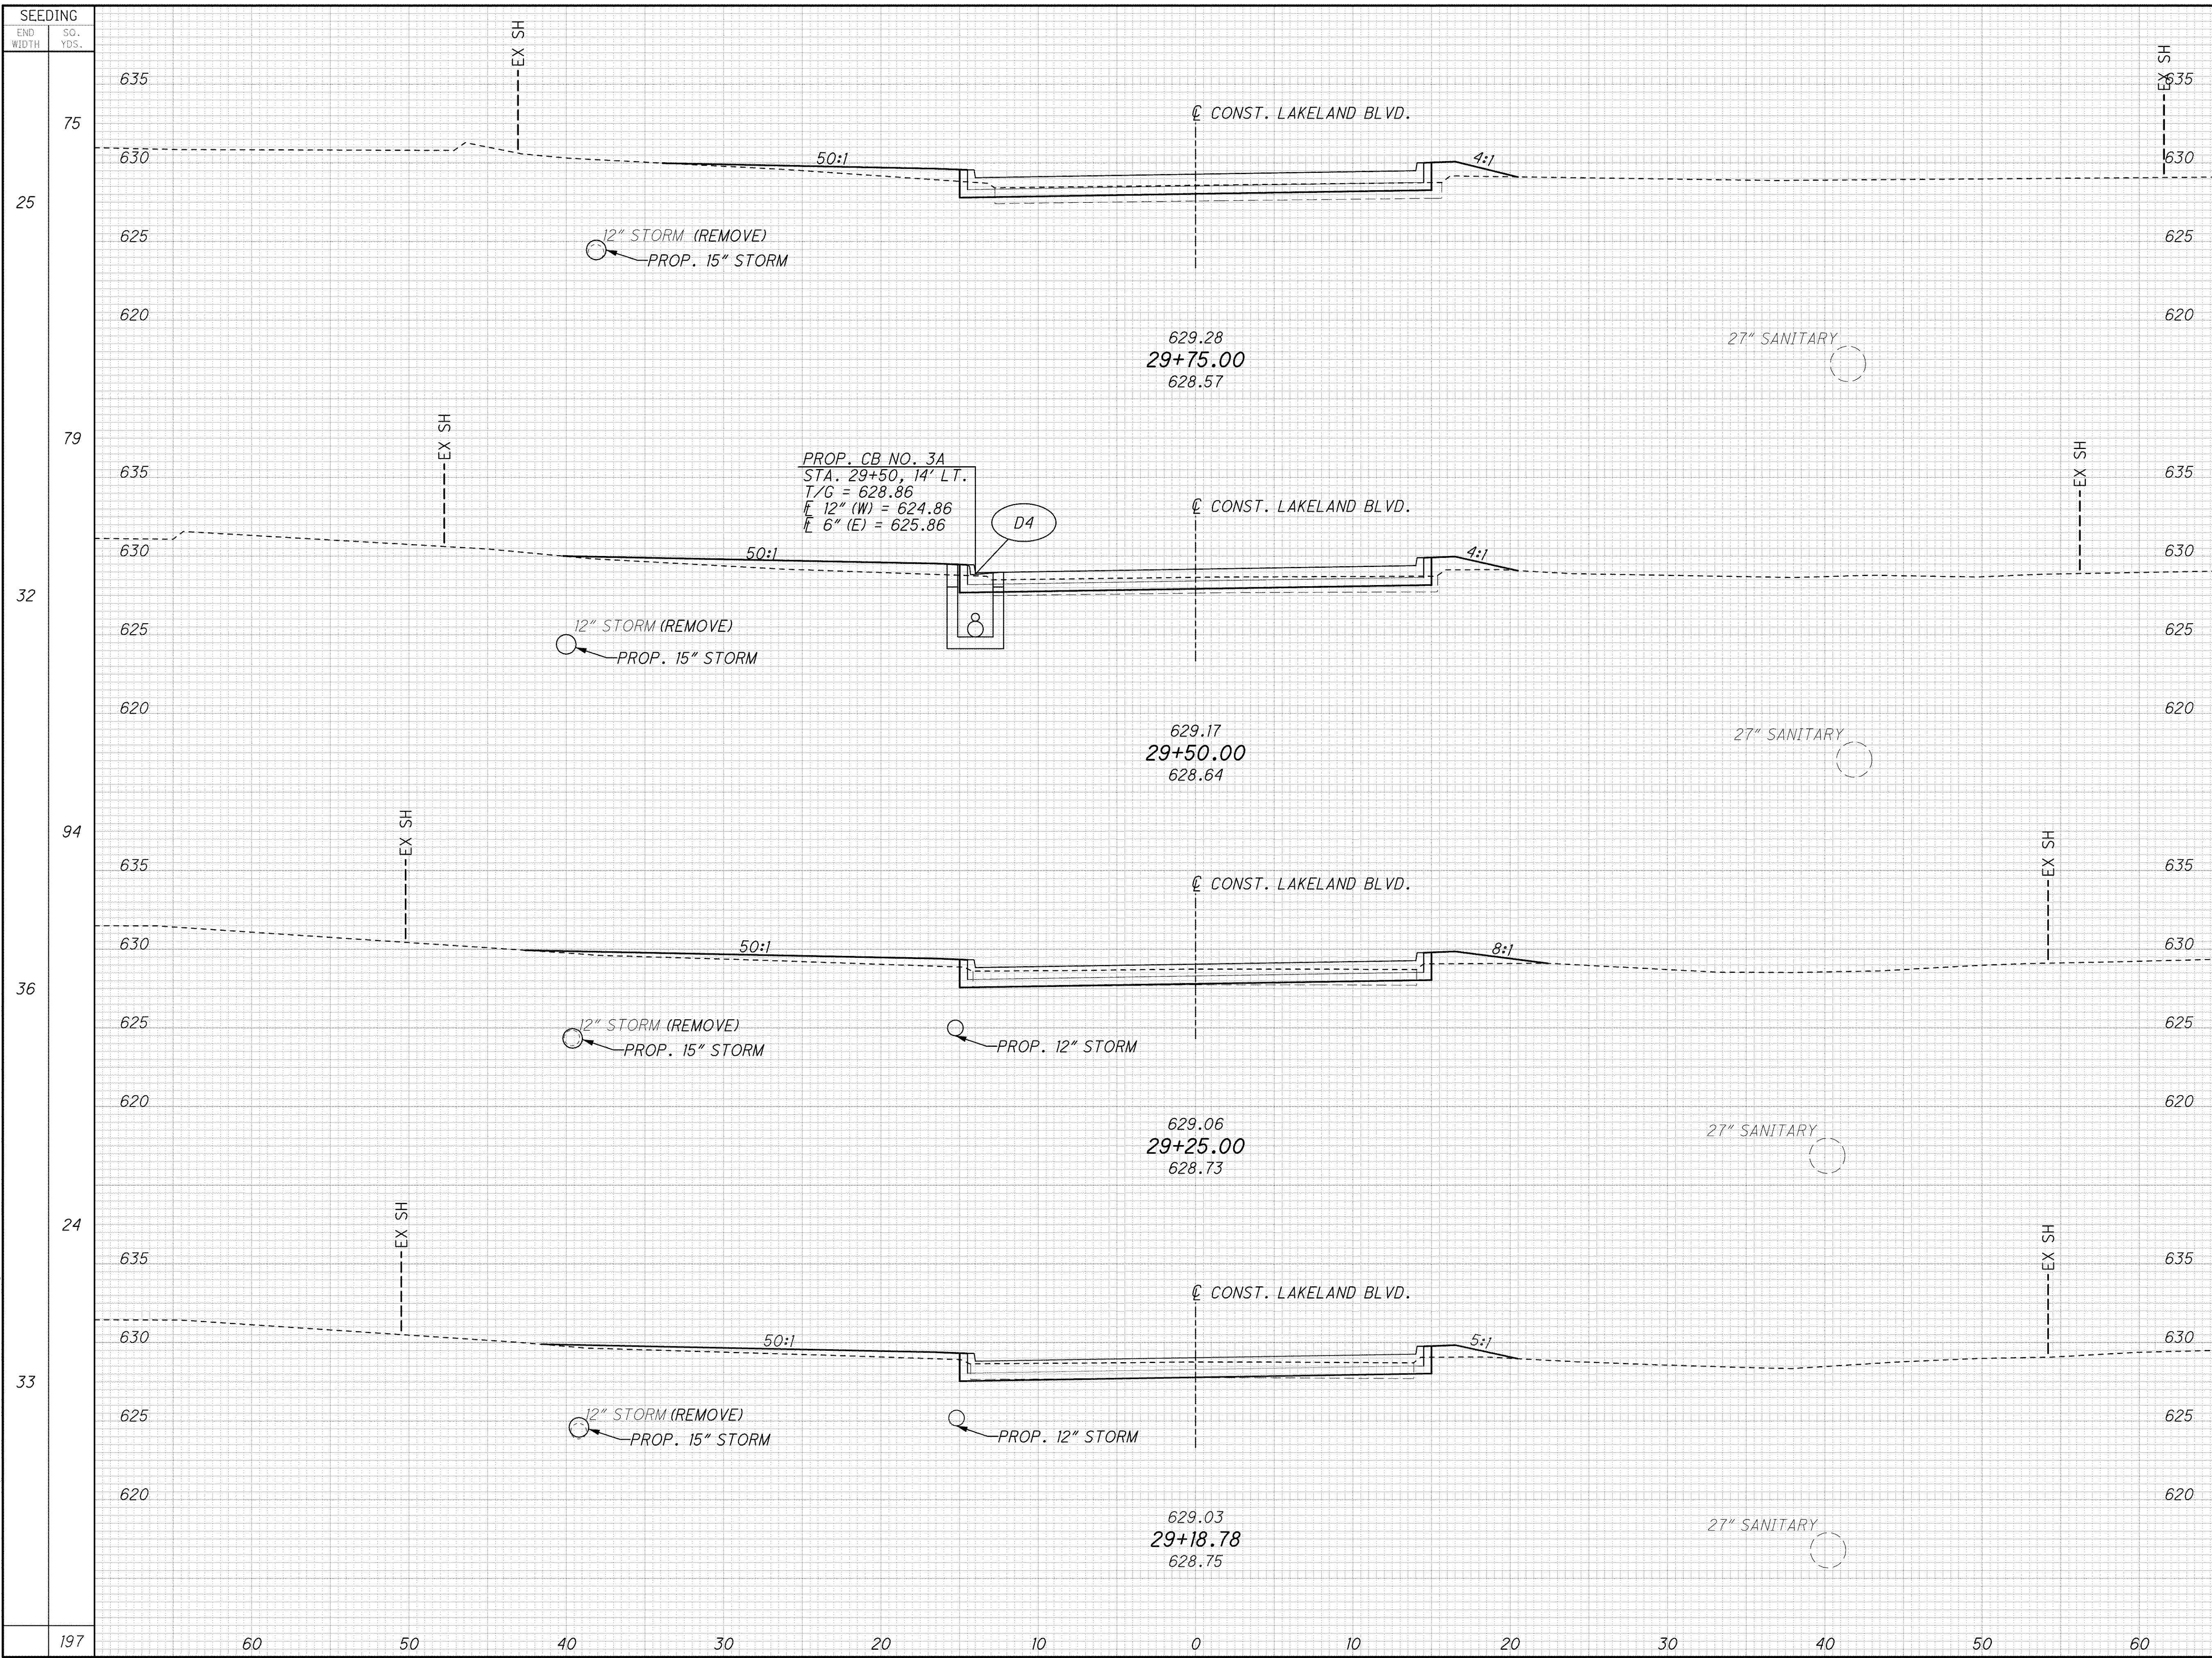 SEEDING
END WIDTH
SQ. YDS.
EX SH
EX SH
635
635
75
℄ CONST. LAKELAND BLVD.
630
50:1
4:1
630
25
625
12" STORM (REMOVE)
625
PROP. 15" STORM
620
620
629.28
29+75.00
628.57
27" SANITARY
EX SH
79
EX SH
635
PROP. CB NO. 3A
635
STA. 29+50, 14' LT.
T/G = 628.86
℄ 12" (W) = 624.86
℄ 6" (E) = 625.86
D4
℄ CONST. LAKELAND BLVD.
630
50:1
4:1
630
32
625
12" STORM (REMOVE)
625
PROP. 15" STORM
620
620
629.17
29+50.00
628.64
27" SANITARY
EX SH
94
EX SH
635
635
℄ CONST. LAKELAND BLVD.
630
50:1
8:1
630
36
625
12" STORM (REMOVE)
625
PROP. 15" STORM
PROP. 12" STORM
620
620
629.06
29+25.00
628.73
27" SANITARY
EX SH
24
EX SH
635
635
℄ CONST. LAKELAND BLVD.
630
50:1
5:1
630
33
625
12" STORM (REMOVE)
625
PROP. 15" STORM
PROP. 12" STORM
620
620
629.03
29+18.78
628.75
27" SANITARY
197
60 50 40 30 20 10 0 10 20 30 40 50 60